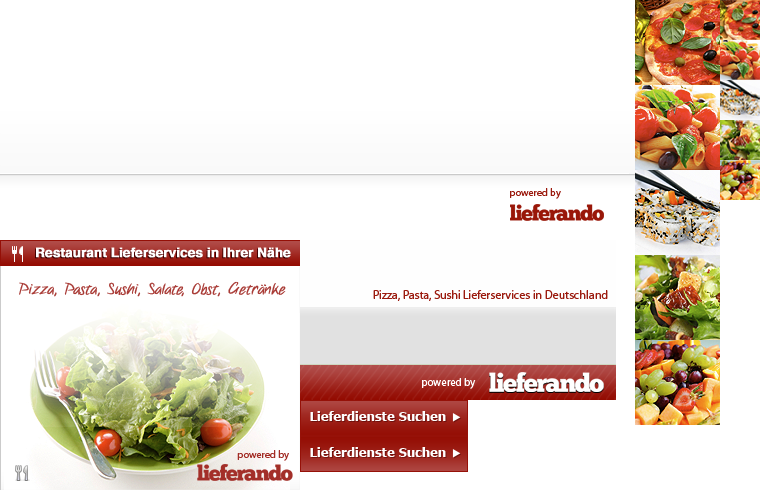 powered by
lieferando
Restaurant Lieferservices in Ihrer Nähe
Pizza, Pasta, Sushi, Salate, Obst, Getränke
Pizza, Pasta, Sushi Lieferservices in Deutschland
powered by lieferando
Lieferdienste Suchen
Lieferdienste Suchen
powered by
lieferando